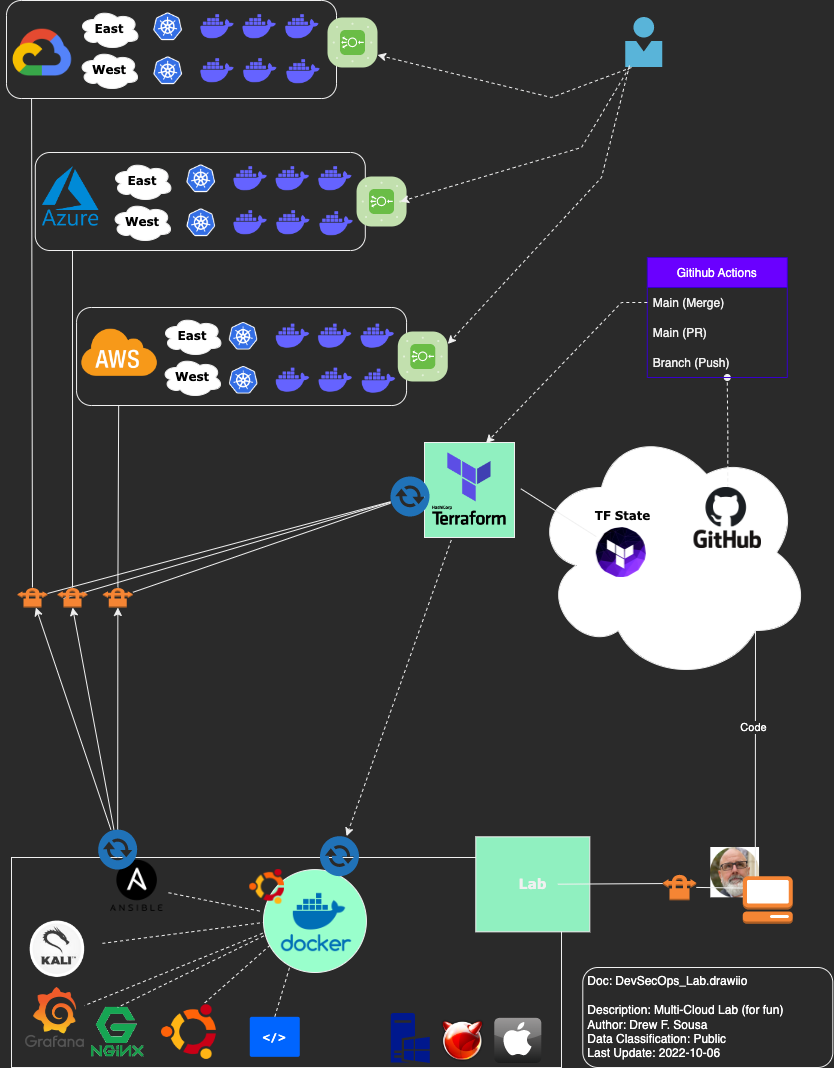 East
West
Azure
East
West
AWS
East
West
Gitihub Actions
Main (Merge)
Main (PR)
Branch (Push)
HashiCorp
Terraform
TF State
GitHub
Code
ANSIBLE
docker
Lab
KALI
Grafana
NGINX
</>
Doc: DevSecOps_Lab.drawiio
Description: Multi-Cloud Lab (for fun)
Author: Drew F. Sousa
Data Classification: Public
Last Update: 2022-10-06